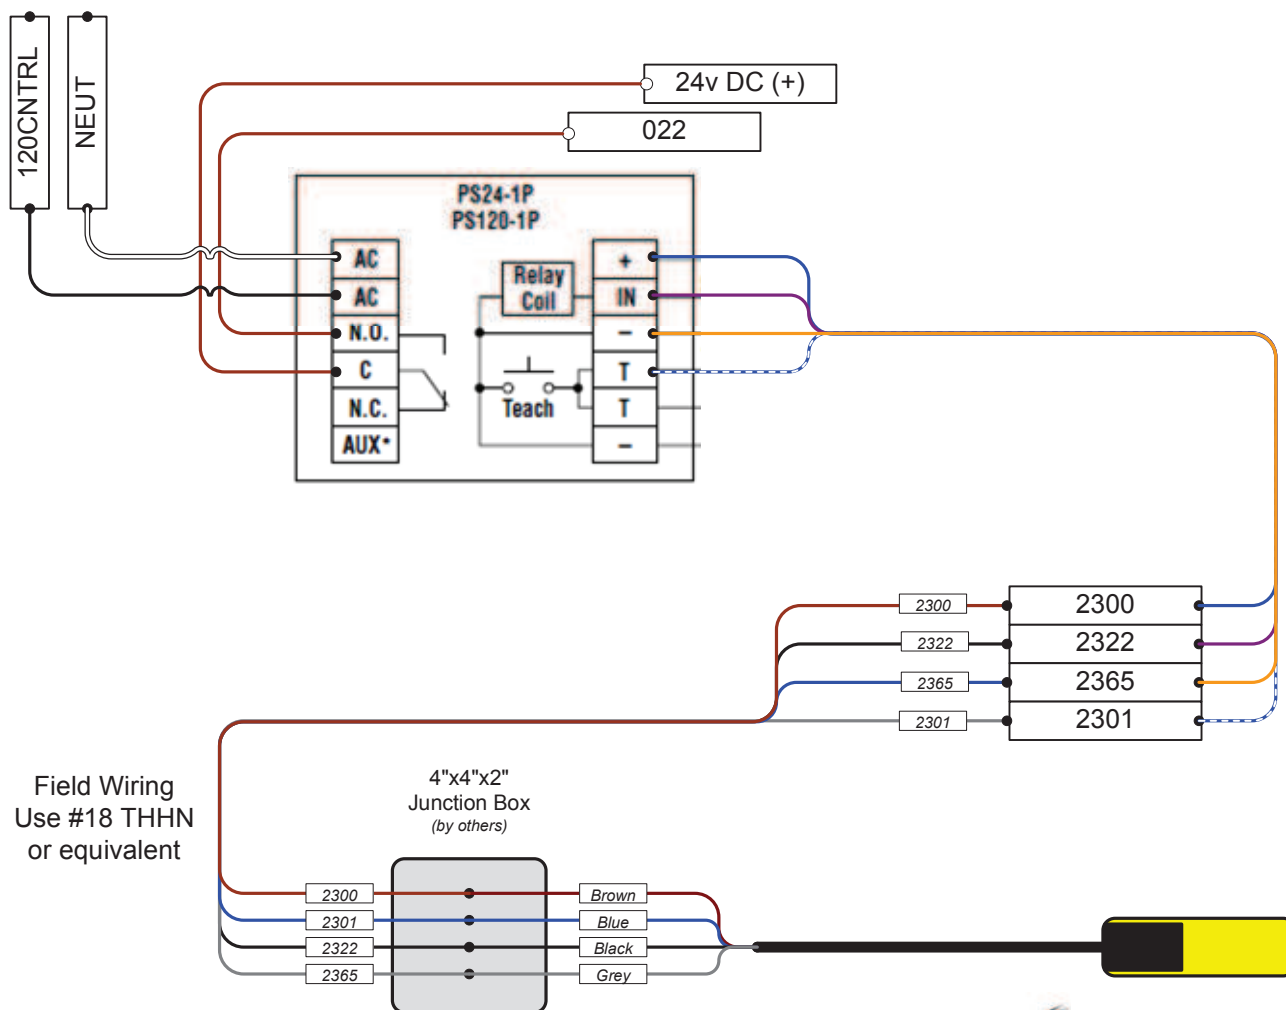 120CNTRL
NEUT
24v DC (+)
022
PS24-1P
PS120-1P
AC
AC
N.O.
C
N.C.
AUX*
Relay
Coil
Teach
+
IN
–
T
T
–
2300
2322
2365
2301
2300
2322
2365
2301
Field Wiring
Use #18 THHN
or equivalent
4"x4"x2"
Junction Box
(by others)
2300
2301
2322
2365
Brown
Blue
Black
Grey